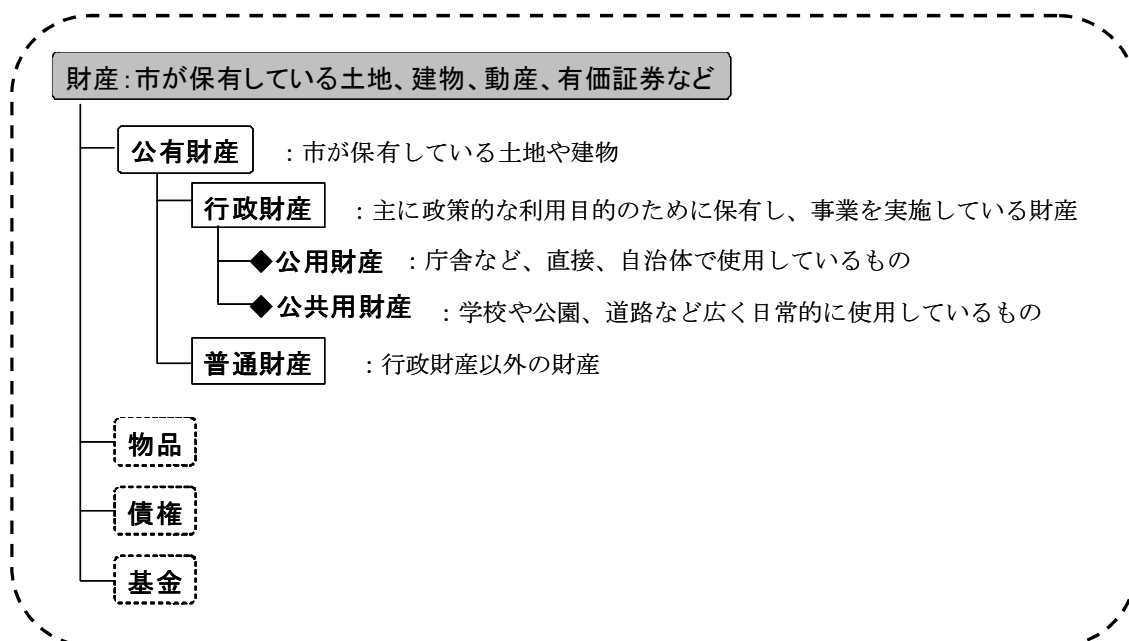 財産：市が保有している土地、建物、動産、有価証券など
公有財産 ：市が保有している土地や建物
行政財産 ：主に政策的な利用目的のために保有し、事業を実施している財産
◆公用財産 ：庁舎など、直接、自治体で使用しているもの
◆公共用財産 ：学校や公園、道路など広く日常的に使用しているもの
普通財産 ：行政財産以外の財産
物品
債権
基金